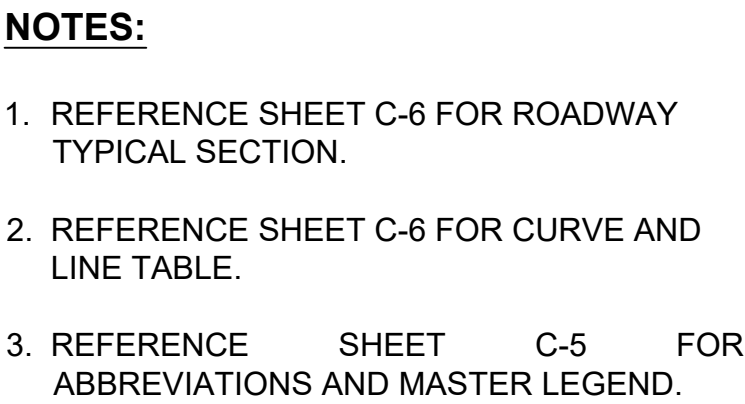 NOTES:
1. REFERENCE SHEET C-6 FOR ROADWAY
TYPICAL SECTION.
2. REFERENCE SHEET C-6 FOR CURVE AND
LINE TABLE.
3. REFERENCE SHEET C-5 FOR
ABBREVIATIONS AND MASTER LEGEND.